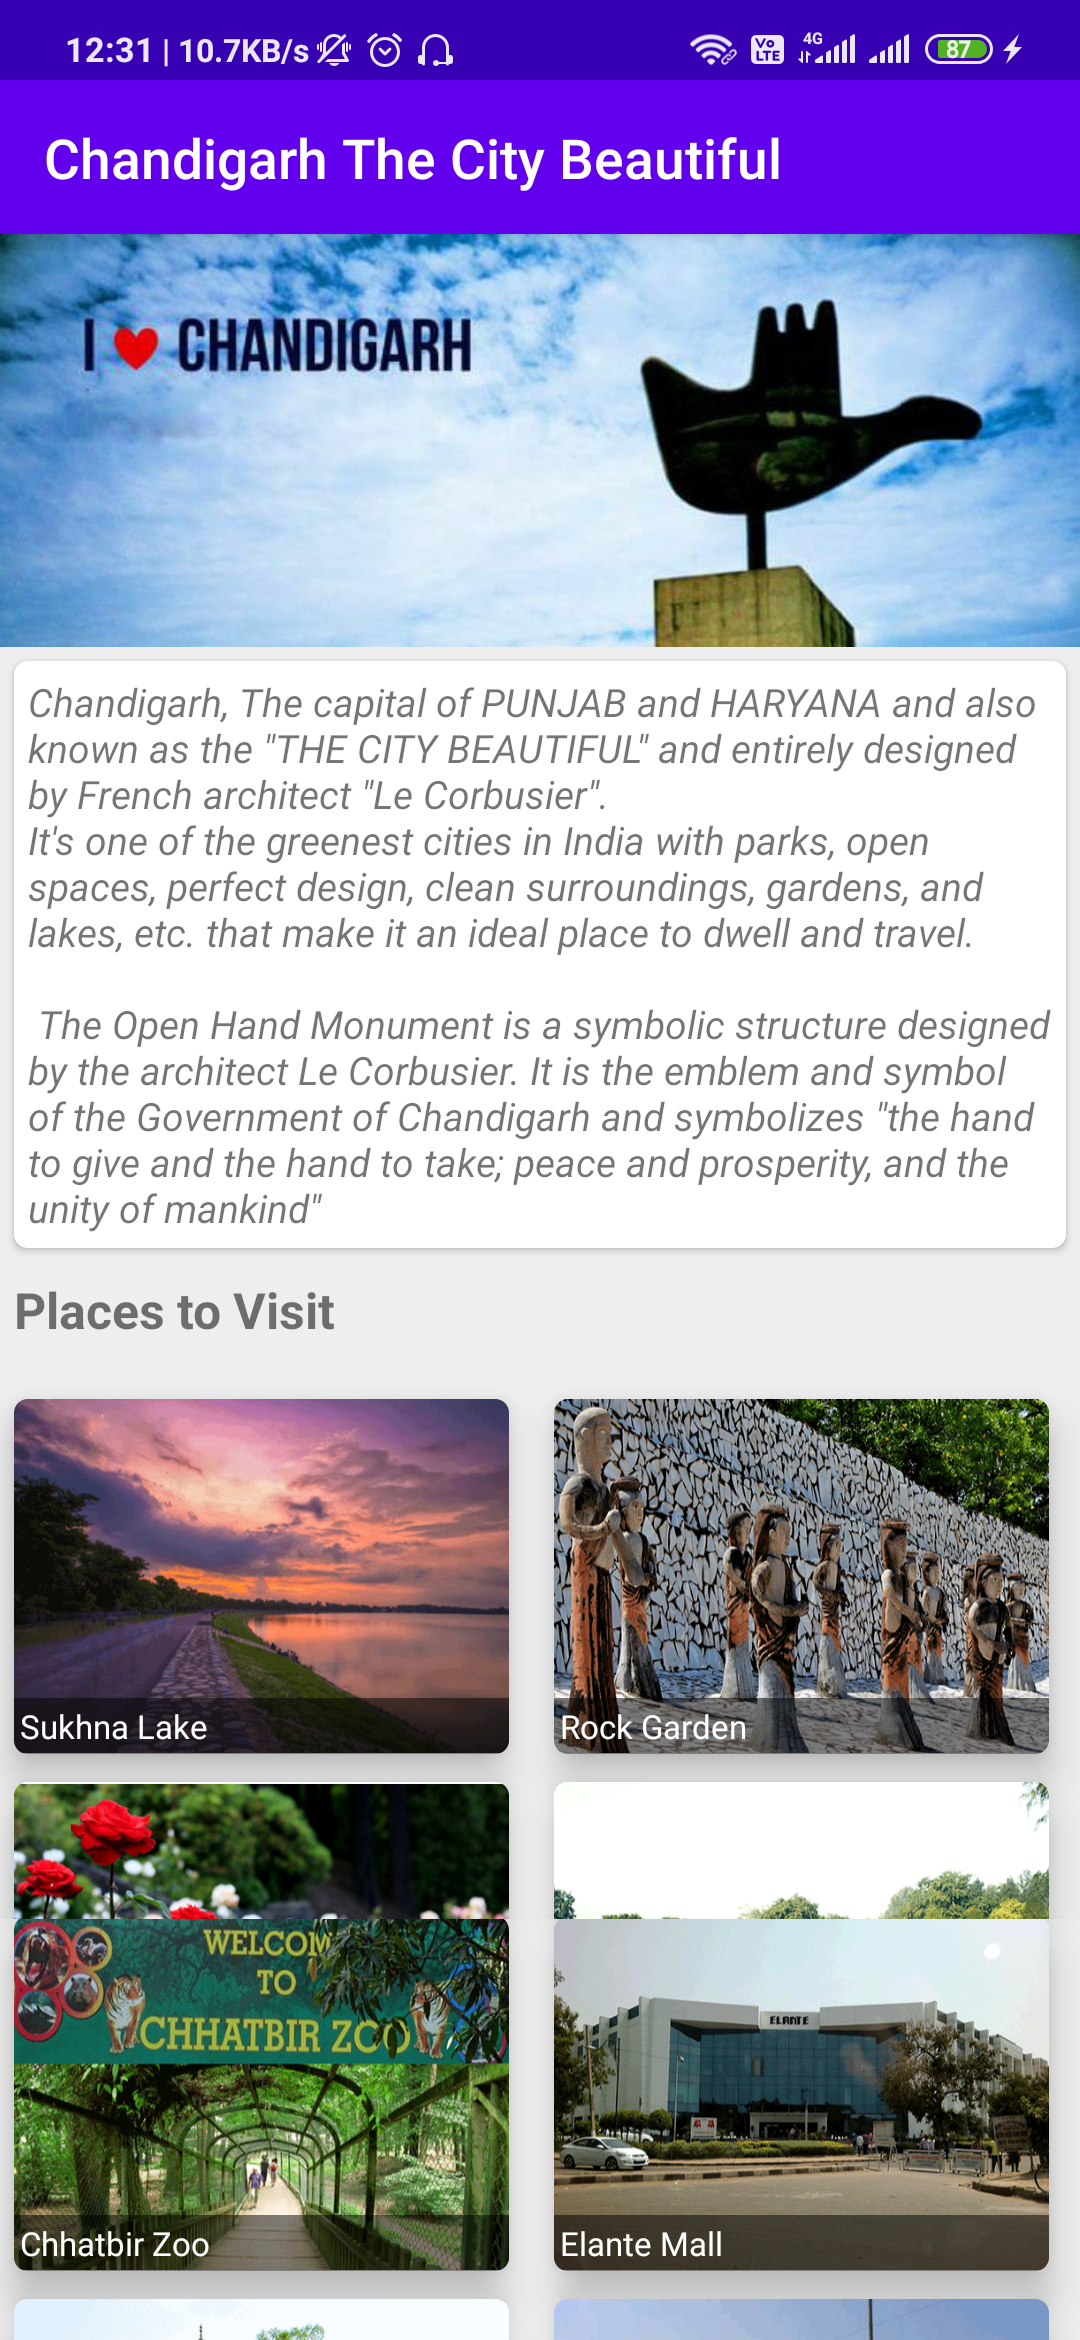 12:31 | 10.7KB/s
Vo LTE 4G 87
Chandigarh The City Beautiful
I ❤ CHANDIGARH
Chandigarh, The capital of PUNJAB and HARYANA and also
known as the "THE CITY BEAUTIFUL" and entirely designed
by French architect "Le Corbusier".
It's one of the greenest cities in India with parks, open
spaces, perfect design, clean surroundings, gardens, and
lakes, etc. that make it an ideal place to dwell and travel.
The Open Hand Monument is a symbolic structure designed
by the architect Le Corbusier. It is the emblem and symbol
of the Government of Chandigarh and symbolizes "the hand
to give and the hand to take; peace and prosperity, and the
unity of mankind"
Places to Visit
Sukhna Lake
Rock Garden
WELCOM
TO
CHHATBIR ZOO
ELANTE
Chhatbir Zoo
Elante Mall